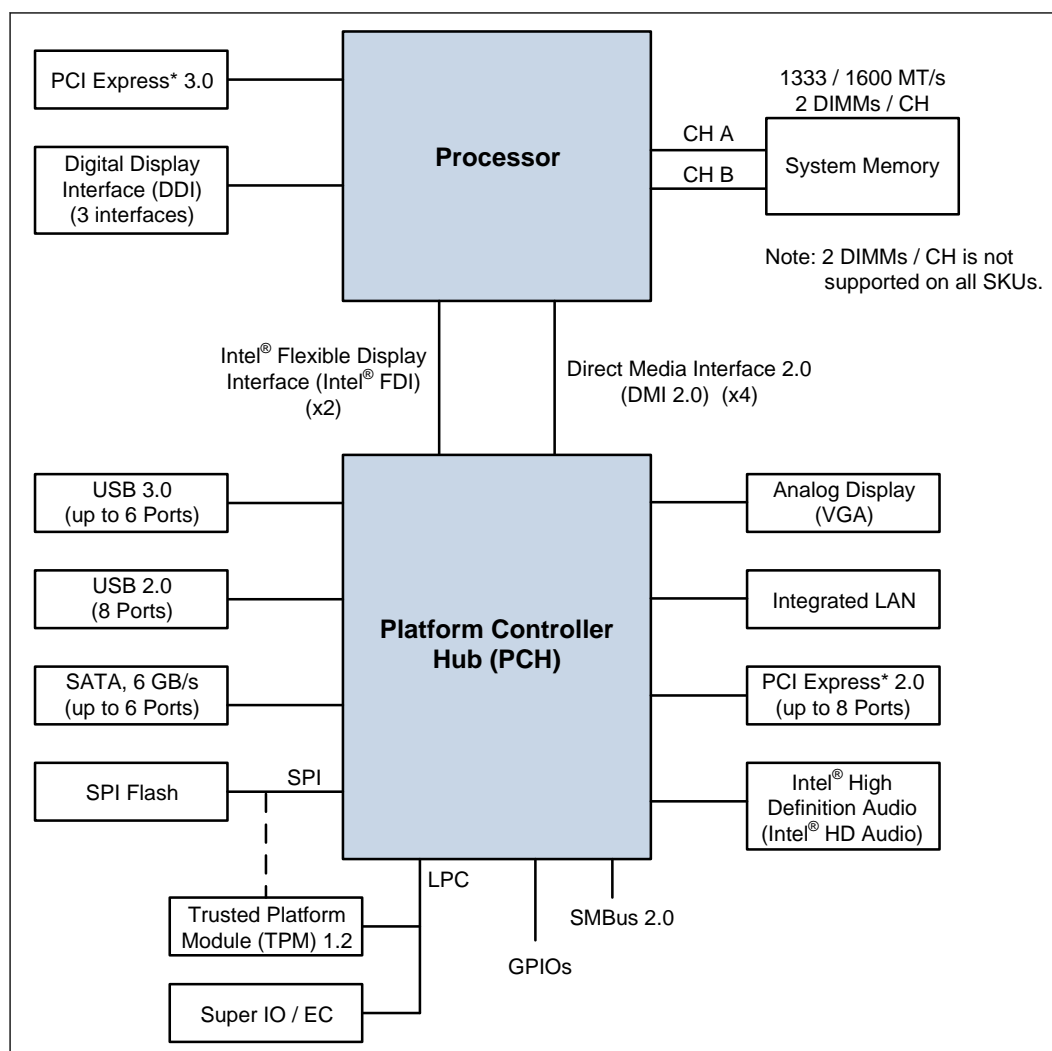 PCI Express* 3.0
Digital Display
Interface (DDI)
(3 interfaces)
Processor
CH A
CH B
1333 / 1600 MT/s
2 DIMMs / CH
System Memory
Note: 2 DIMMs / CH is not
supported on all SKUs.
Intel® Flexible Display
Interface (Intel® FDI)
(x2)
Direct Media Interface 2.0
(DMI 2.0) (x4)
USB 3.0
(up to 6 Ports)
USB 2.0
(8 Ports)
SATA, 6 GB/s
(up to 6 Ports)
SPI Flash
SPI
Platform Controller
Hub (PCH)
Analog Display
(VGA)
Integrated LAN
PCI Express* 2.0
(up to 8 Ports)
Intel® High
Definition Audio
(Intel® HD Audio)
LPC
Trusted Platform
Module (TPM) 1.2
Super IO / EC
SMBus 2.0
GPIOs